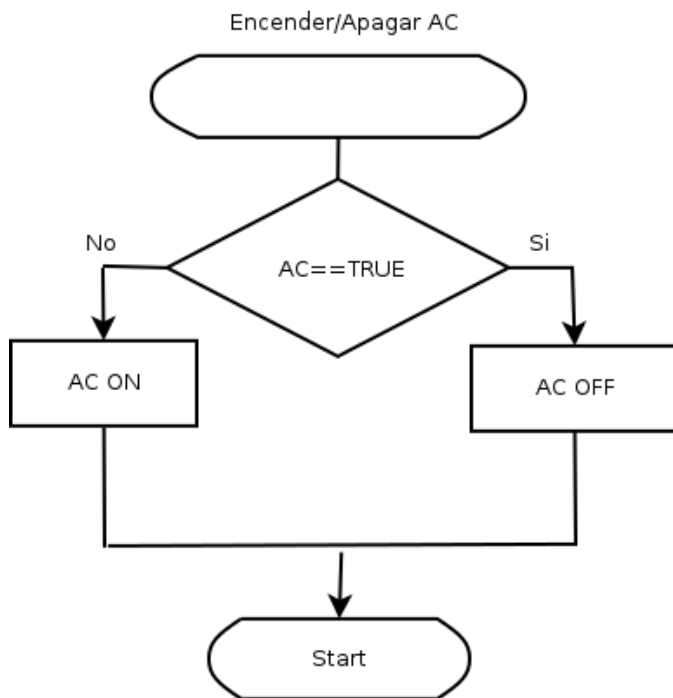 Encender/Apagar AC
No
Si
AC==TRUE
AC ON
AC OFF
Start